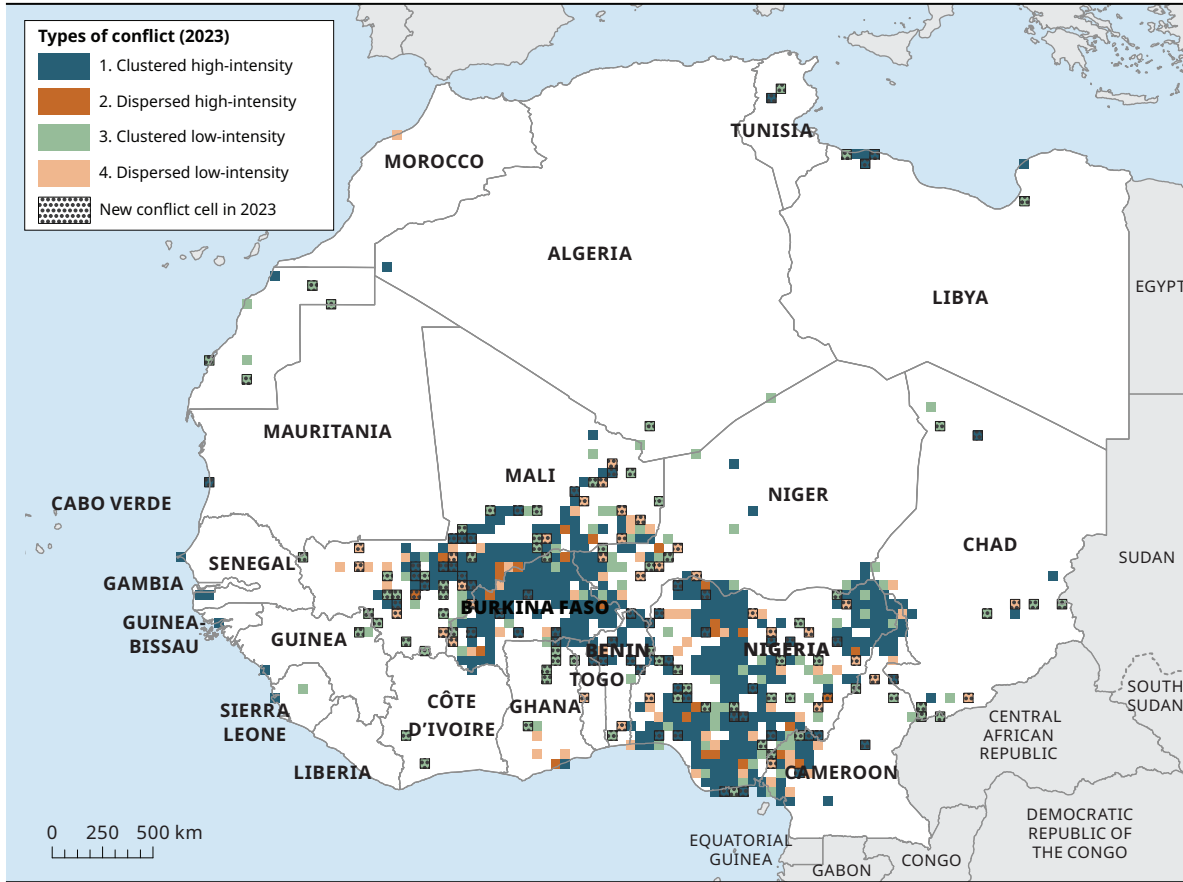 Types of conflict (2023)
1. Clustered high-intensity
2. Dispersed high-intensity
3. Clustered low-intensity
4. Dispersed low-intensity
New conflict cell in 2023
TUNISIA
MOROCCO
ALGERIA
LIBYA
EGYPT
MAURITANIA
MALI
NIGER
CABO VERDE
CHAD
SUDAN
SENEGAL
GAMBIA
BURKINA FASO
GUINEA-
BISSAU
GUINEA
BENIN
NIGERIA
TOGO
CÔTE
D'IVOIRE
GHANA
SIERRA
LEONE
SOUTH
SUDAN
CENTRAL
AFRICAN
REPUBLIC
LIBERIA
CAMEROON
0 250 500 km
EQUATORIAL
GUINEA
GABON
CONGO
DEMOCRATIC
REPUBLIC OF
THE CONGO